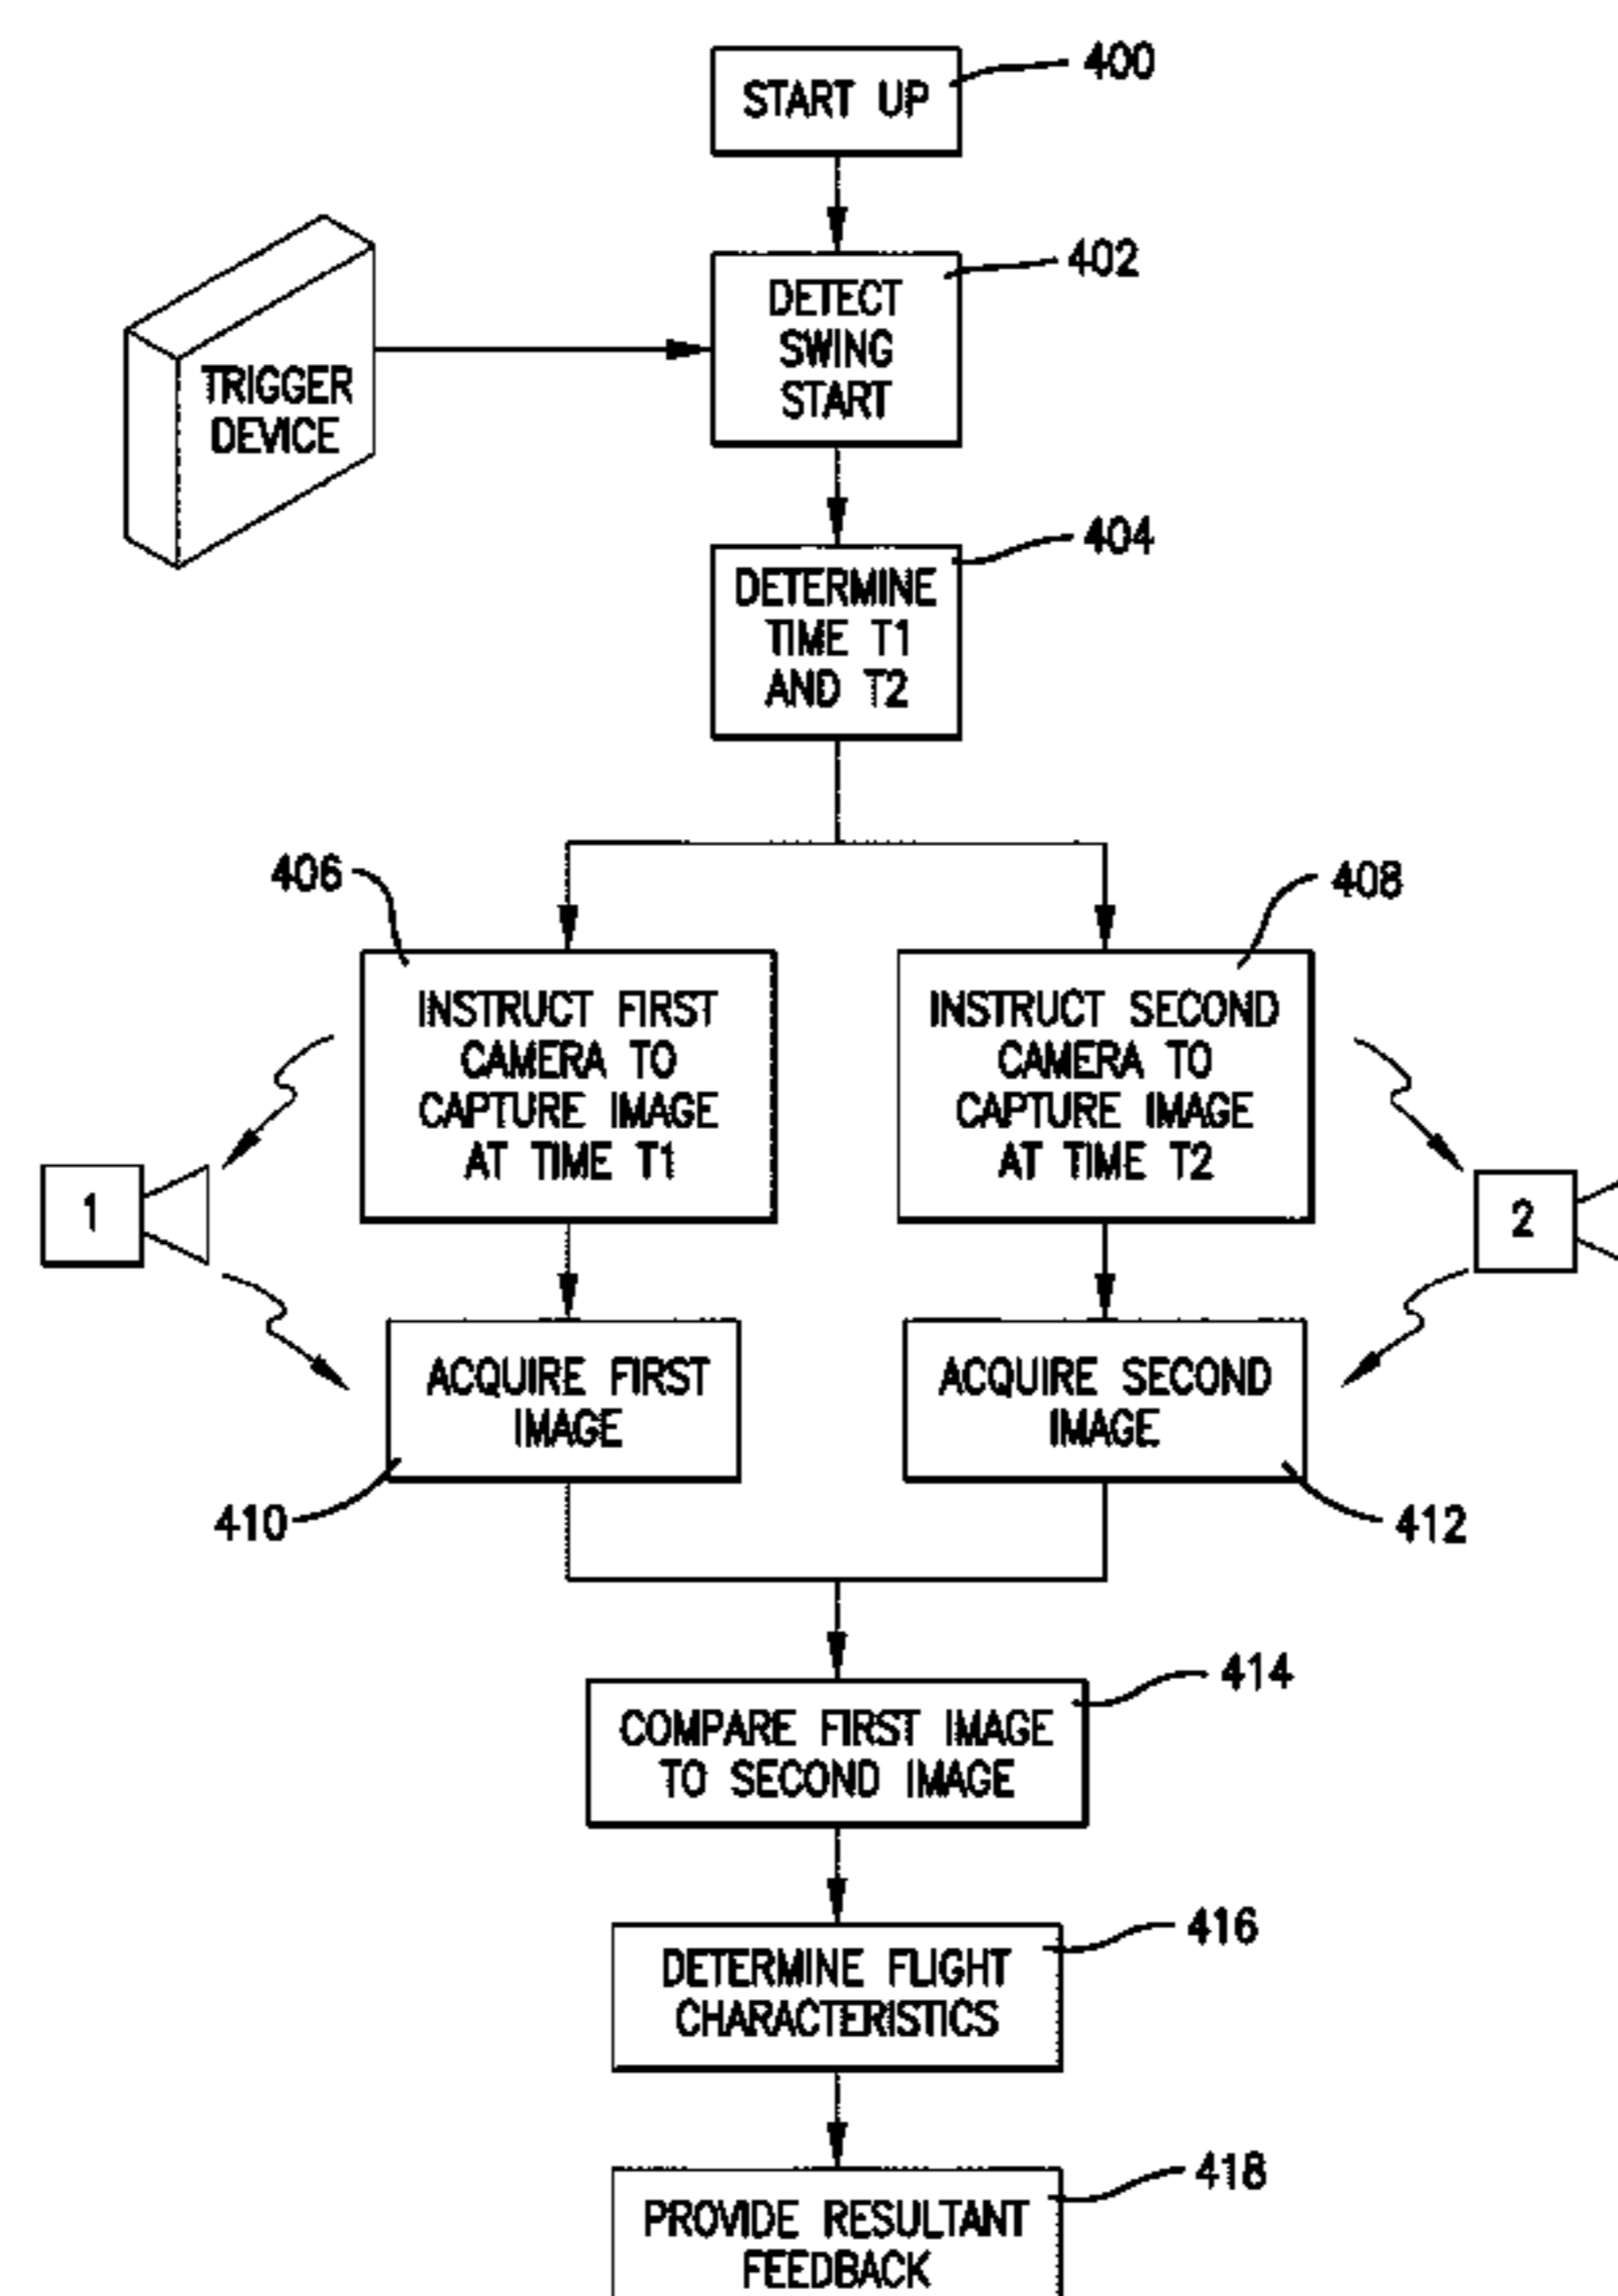 START UP
400
DETECT
SWING
START
402
TRIGGER
DEVICE
DETERMINE
TIME T1
AND T2
404
406
INSTRUCT FIRST
CAMERA TO
CAPTURE IMAGE
AT TIME T1
408
INSTRUCT SECOND
CAMERA TO
CAPTURE IMAGE
AT TIME T2
1
2
ACQUIRE FIRST
IMAGE
410
ACQUIRE SECOND
IMAGE
412
COMPARE FIRST IMAGE
TO SECOND IMAGE
414
DETERMINE FLIGHT
CHARACTERISTICS
416
PROVIDE RESULTANT
FEEDBACK
418